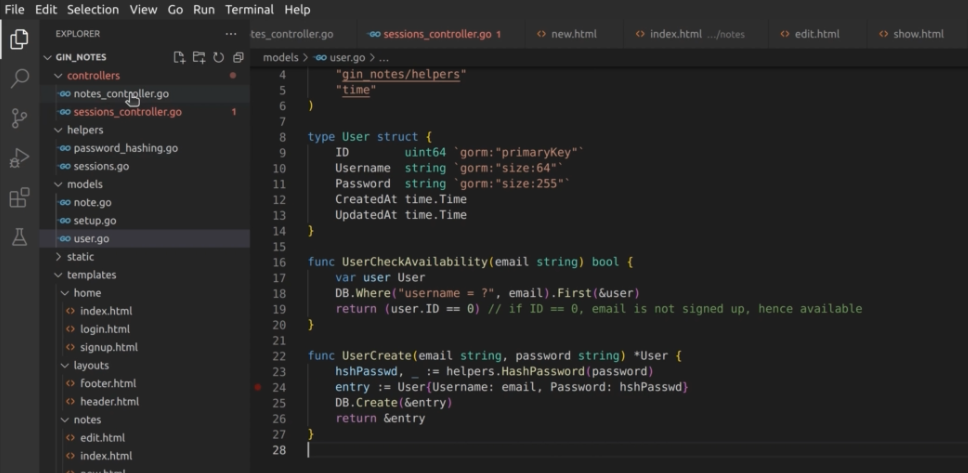 File Edit Selection View Go Run Terminal Help
EXPLORER
GIN_NOTES
controllers
notes_controller.go
sessions_controller.go 1
helpers
password_hashing.go
sessions.go
models
note.go
setup.go
user.go
static
templates
home
index.html
login.html
signup.html
layouts
footer.html
header.html
notes
edit.html
index.html
new.html
tes_controller.go sessions_controller.go 1 new.html index.html .../notes edit.html show.html
models > user.go > ...
4 "gin_notes/helpers"
5 "time"
6 )
7
8 type User struct {
9 ID uint64 `gorm:"primaryKey"`
10 Username string `gorm:"size:64"`
11 Password string `gorm:"size:255"`
12 CreatedAt time.Time
13 UpdatedAt time.Time
14 }
15
16 func UserCheckAvailability(email string) bool {
17 var user User
18 DB.Where("username = ?", email).First(&user)
19 return (user.ID == 0) // if ID == 0, email is not signed up, hence available
20 }
21
22 func UserCreate(email string, password string) *User {
23 hshPasswd, _ := helpers.HashPassword(password)
24 entry := User{Username: email, Password: hshPasswd}
25 DB.Create(&entry)
26 return &entry
27 }
28